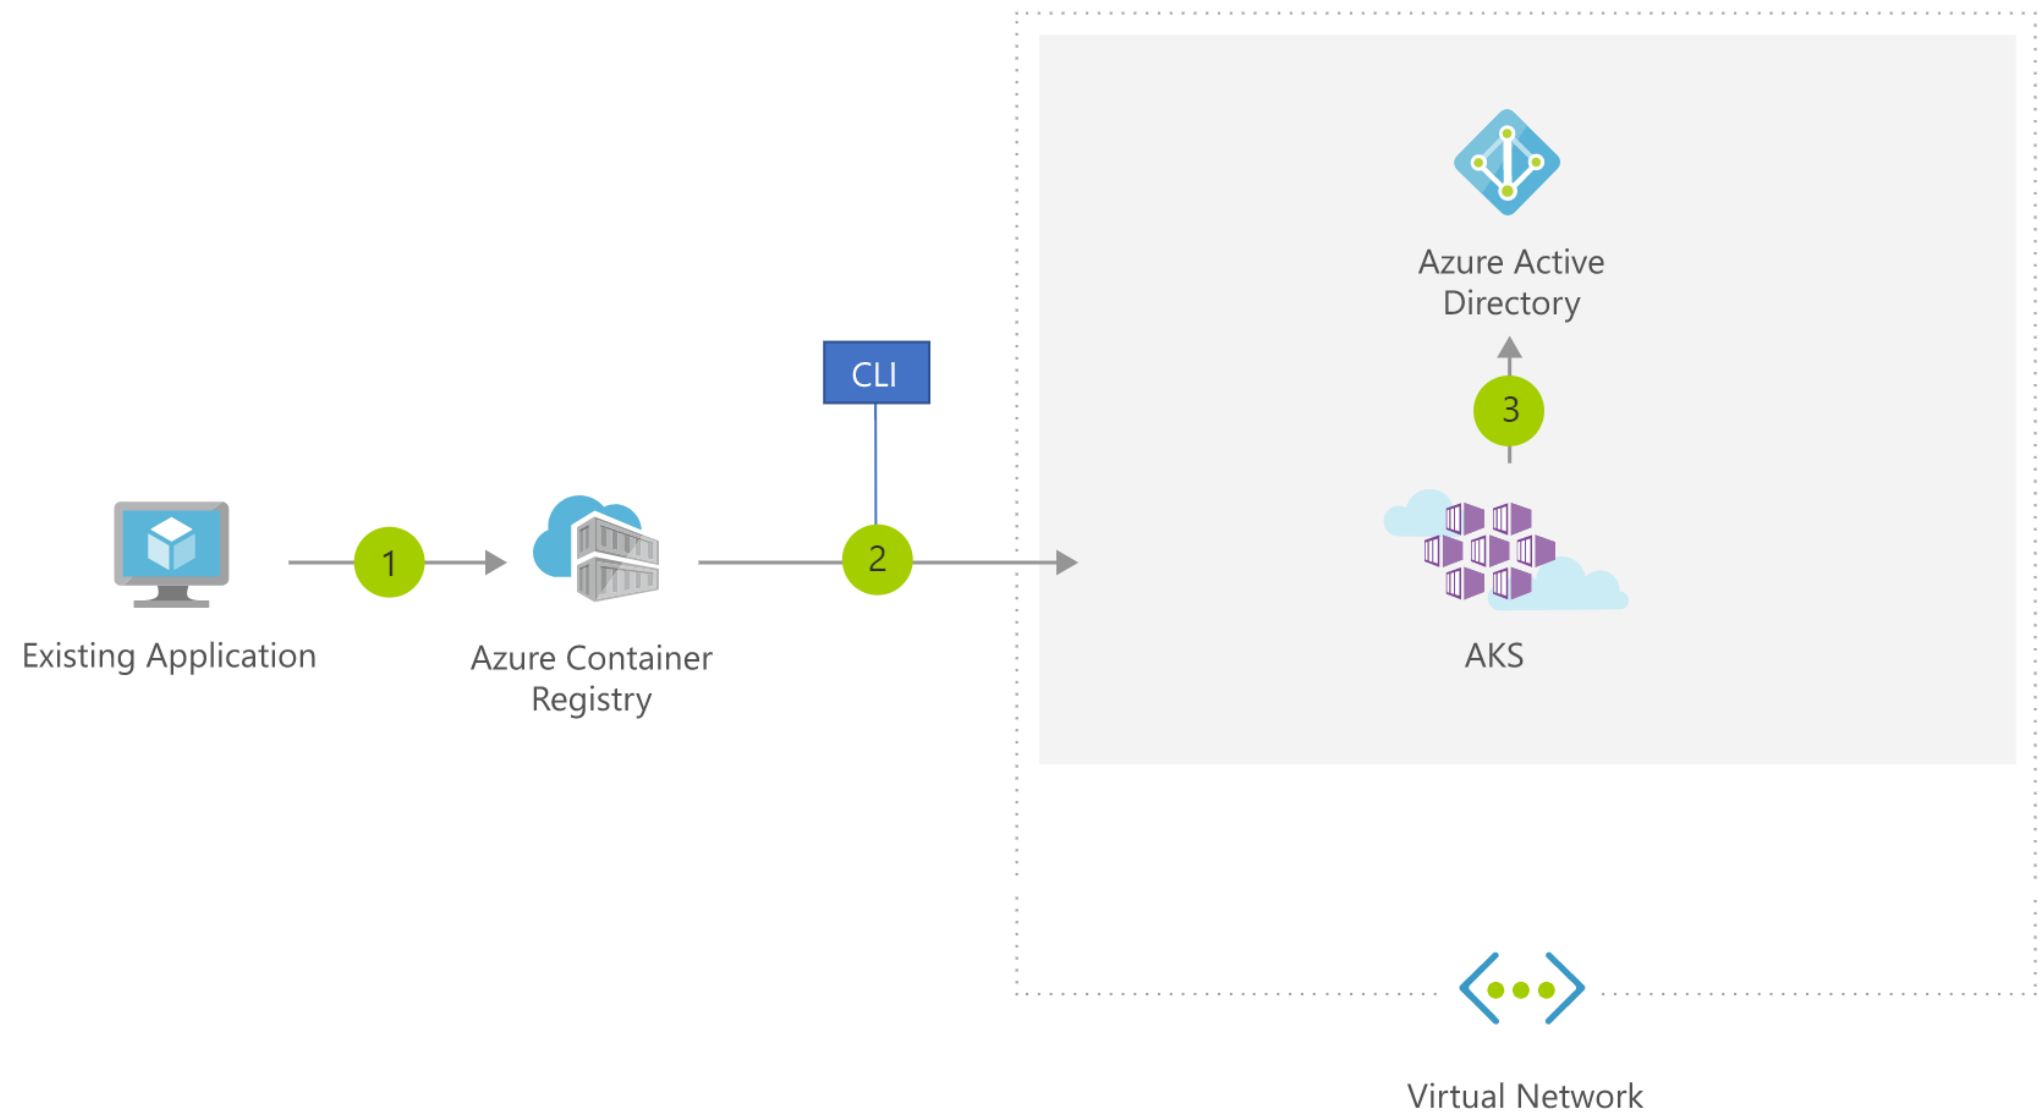 Azure Active
Directory
CLI
3
1
2
Existing Application
Azure Container
Registry
AKS
Virtual Network